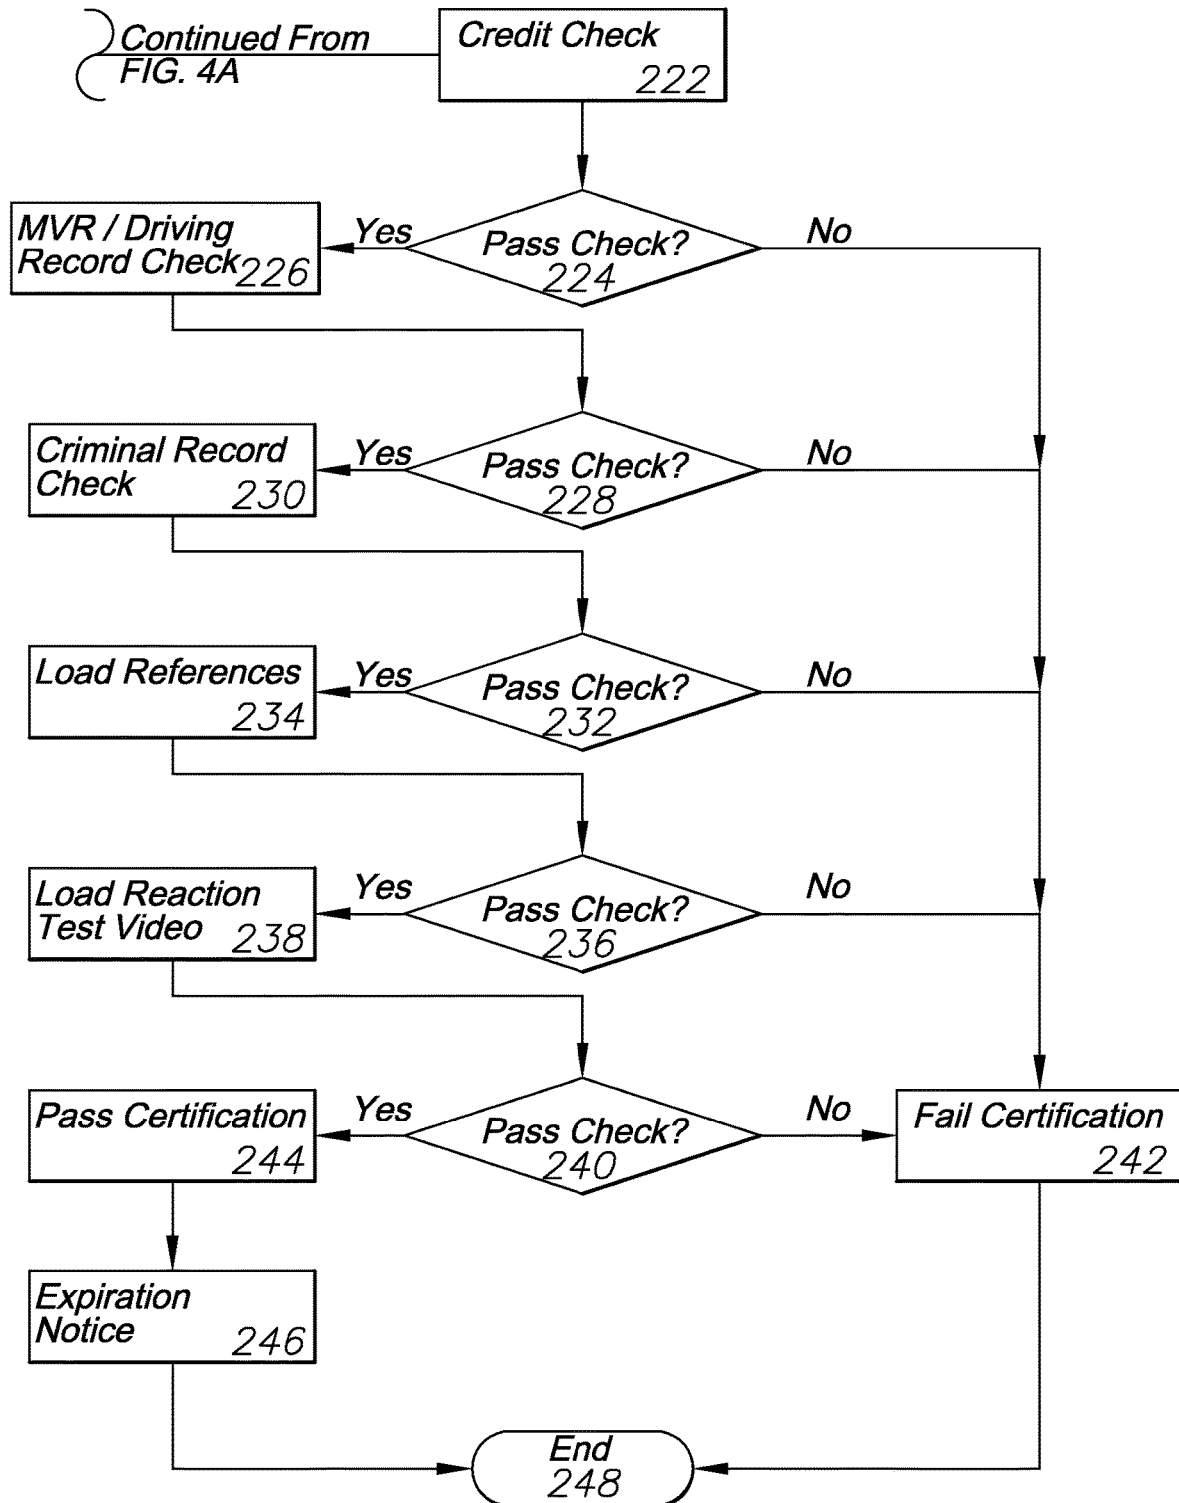 Continued From
FIG. 4A
Credit Check
222
MVR / Driving
Record Check 226
Yes
Pass Check?
224
No
Criminal Record
Check
230
Yes
Pass Check?
228
No
Load References
234
Yes
Pass Check?
232
No
Load Reaction
Test Video 238
Yes
Pass Check?
236
No
Pass Certification
244
Yes
Pass Check?
240
No
Fail Certification
242
Expiration
Notice 246
End
248